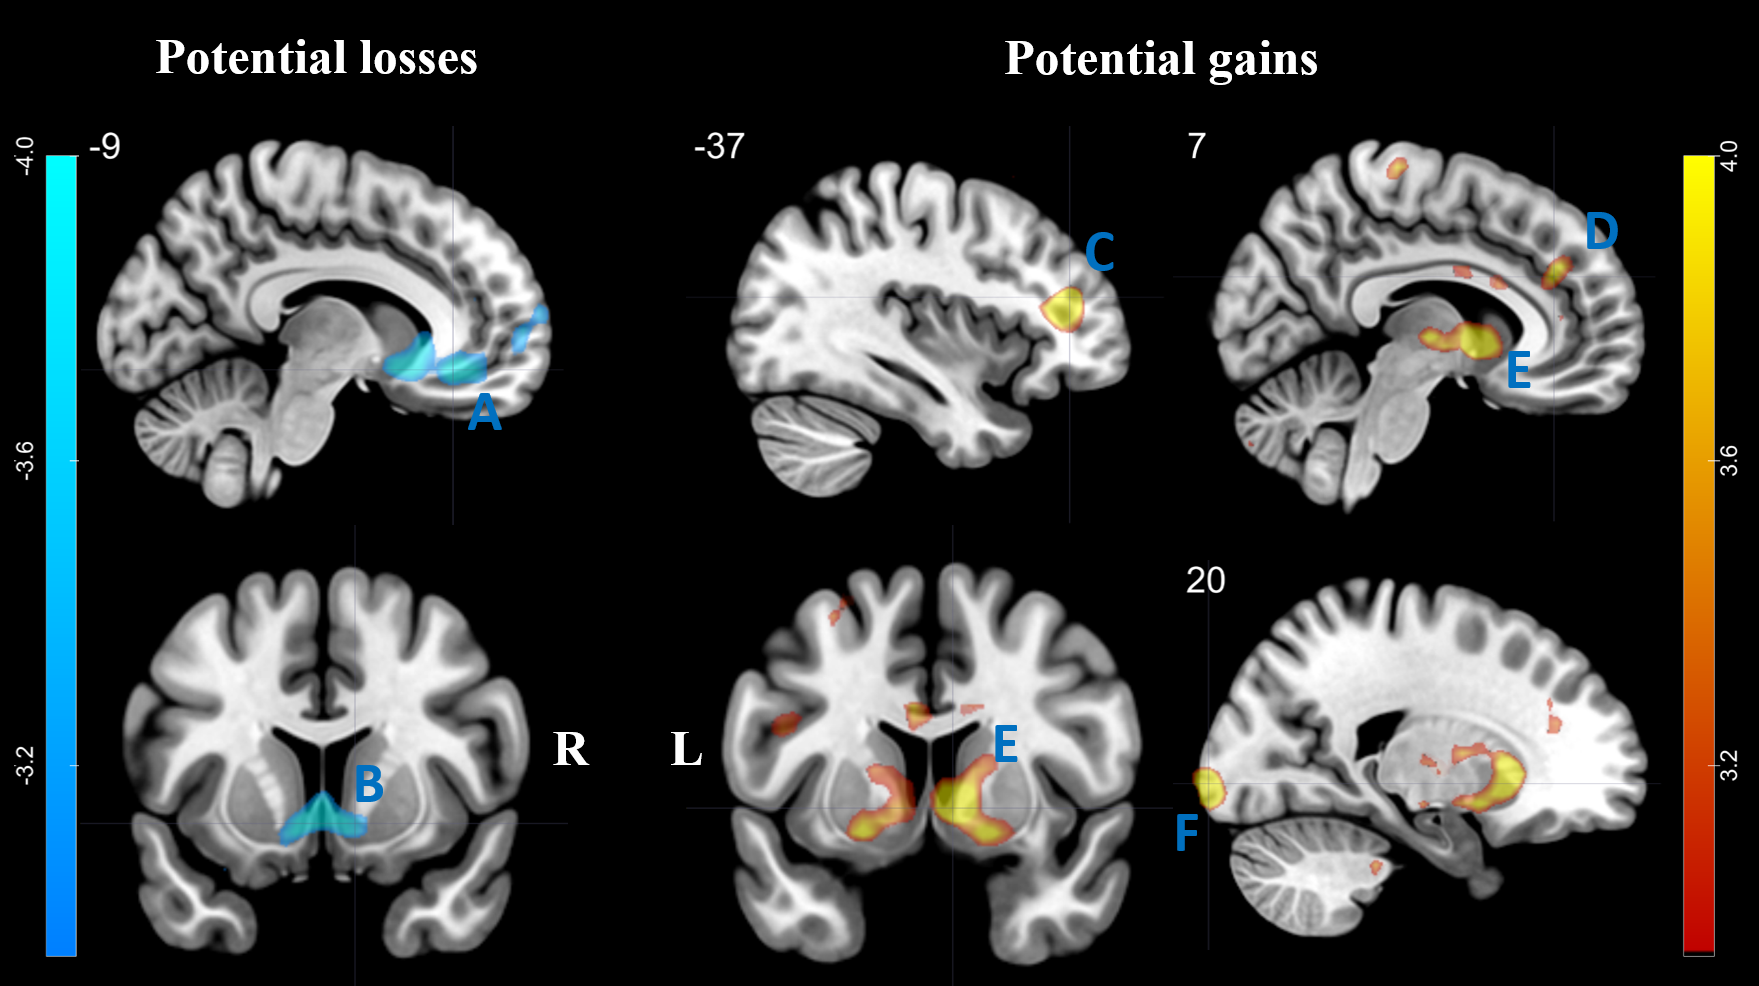 Potential losses
Potential gains
-4.0
-3.6
-3.2
-9
A
B
R
-37
C
7
D
E
L
E
20
F
4.0
3.6
3.2